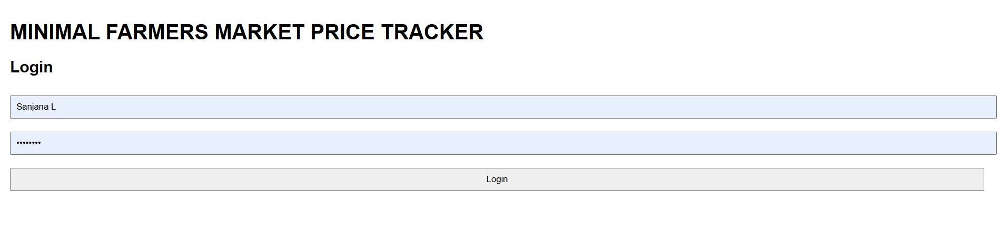 MINIMAL FARMERS MARKET PRICE TRACKER
Login
Sanjana L
••••••••
Login